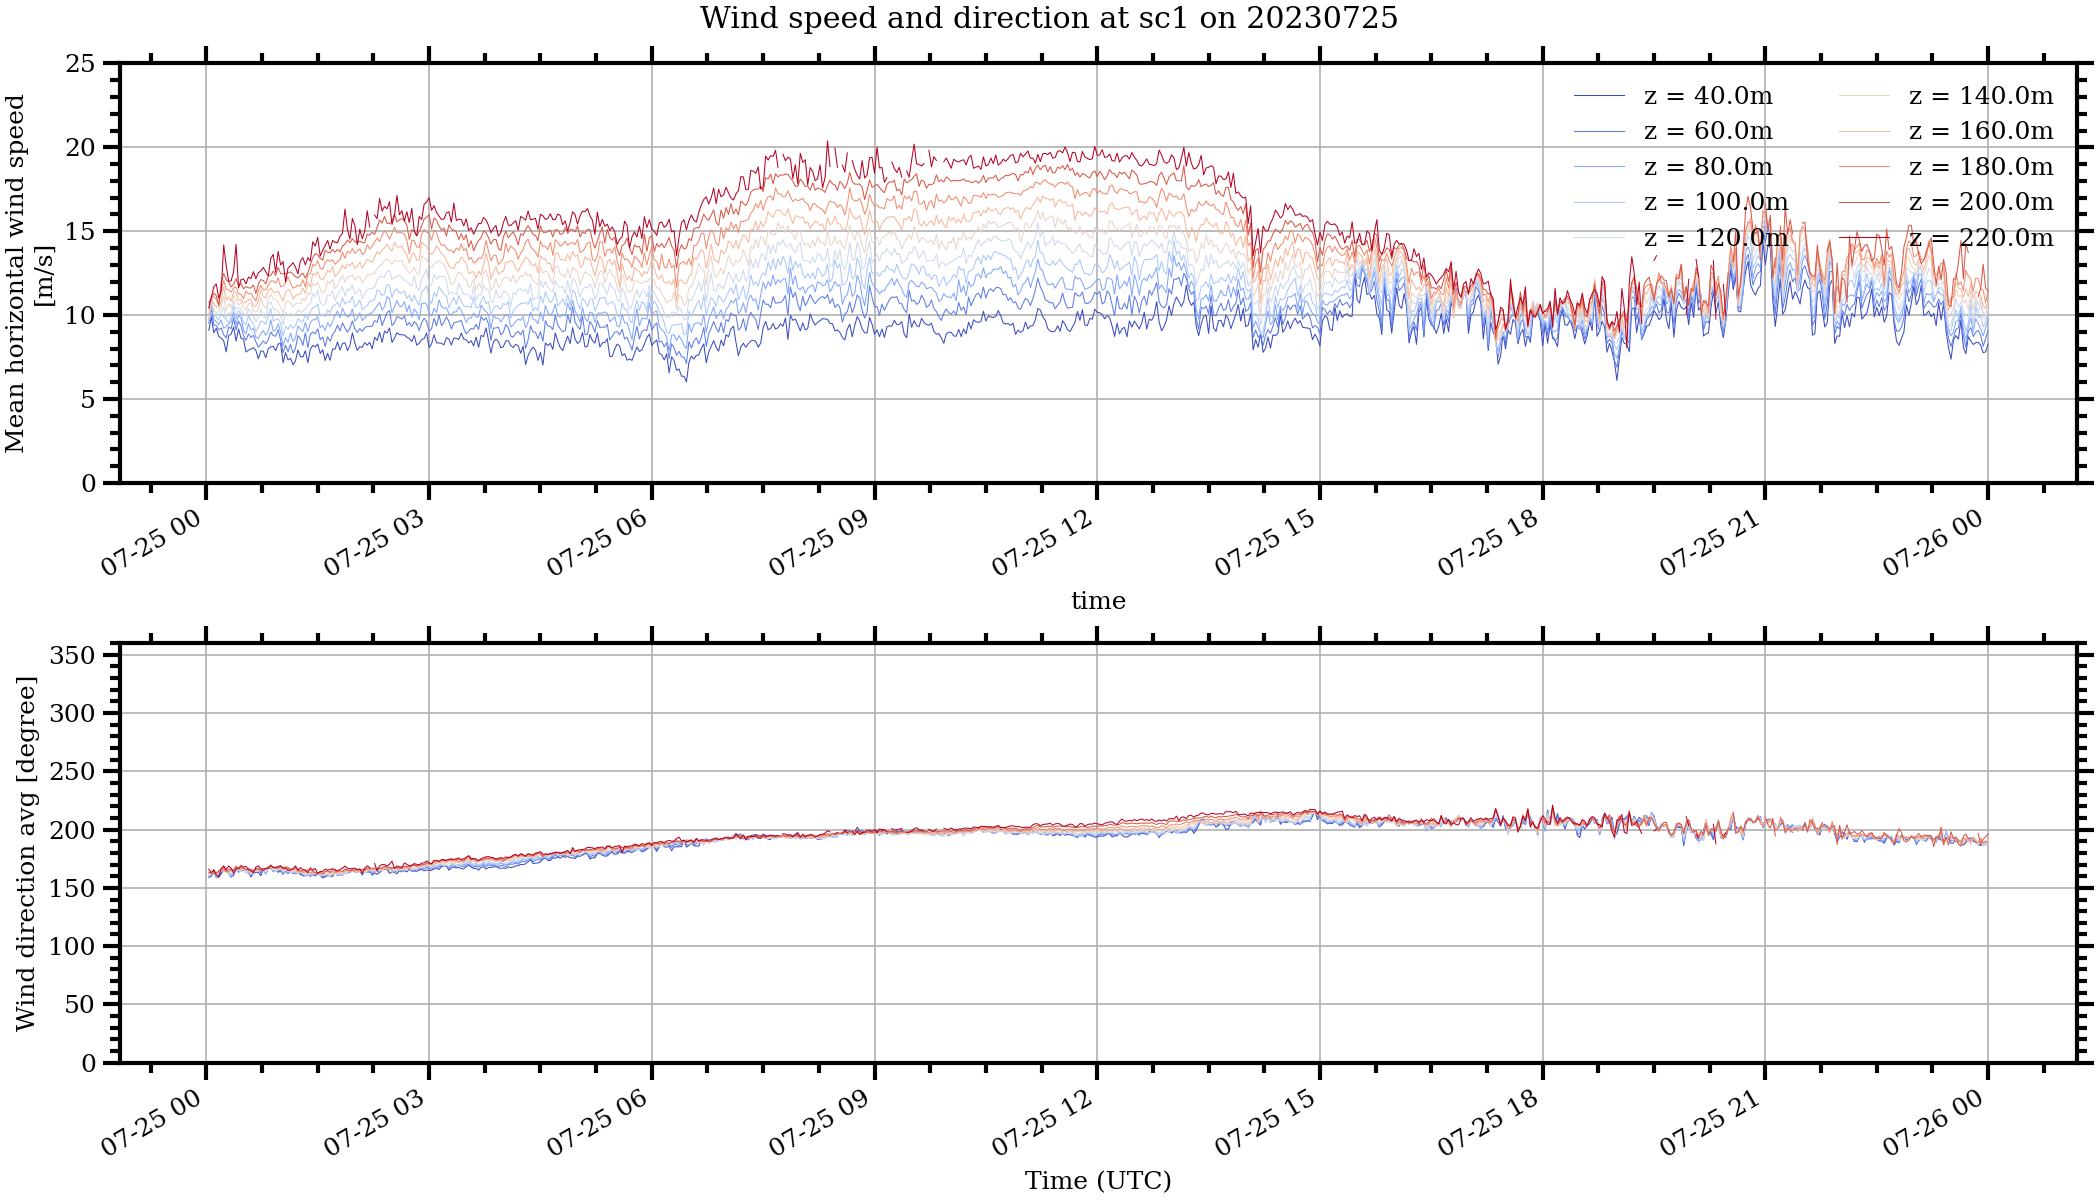 Wind speed and direction at sc1 on 20230725
Mean horizontal wind speed
[m/s]
25
20
15
10
5
0
z = 40.0m
z = 60.0m
z = 80.0m
z = 100.0m
z = 120.0m
z = 140.0m
z = 160.0m
z = 180.0m
z = 200.0m
z = 220.0m
07-25 00
07-25 03
07-25 06
07-25 09
07-25 12
07-25 15
07-25 18
07-25 21
07-26 00
time
Wind direction avg [degree]
350
300
250
200
150
100
50
0
07-25 00
07-25 03
07-25 06
07-25 09
07-25 12
07-25 15
07-25 18
07-25 21
07-26 00
Time (UTC)